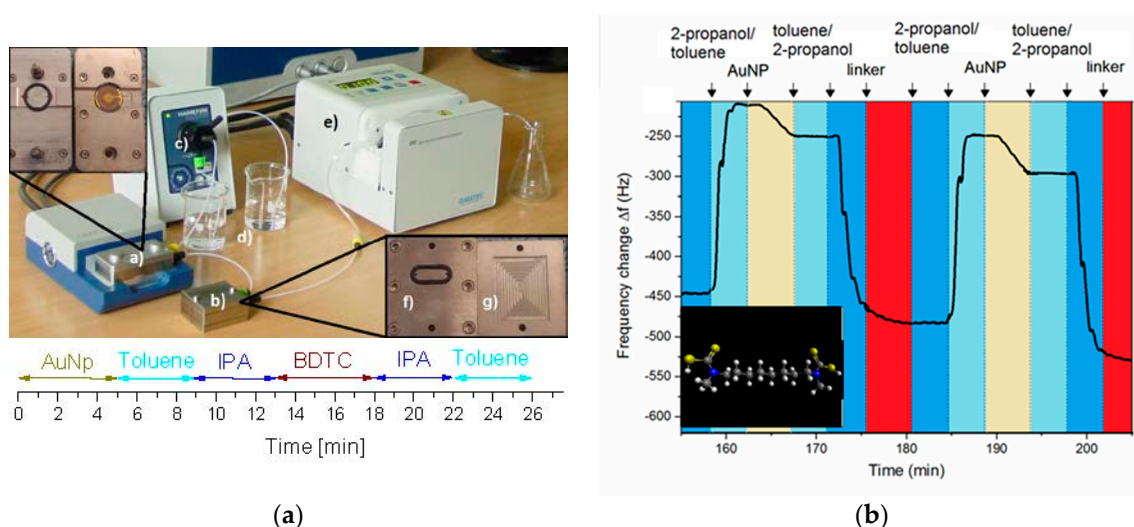 a)
b)
c)
d)
e)
f)
g)
AuNp Toluene IPA BDTC IPA Toluene
0 2 4 6 8 10 12 14 16 18 20 22 24 26
Time [min]
(a)
b)
2-propanol/ toluene/ 2-propanol/ toluene/
toluene 2-propanol toluene 2-propanol
AuNP linker AuNP linker
-250
-300
-350
-400
-450
-500
-550
-600
Frequency change Δf (Hz)
160 170 180 190 200
Time (min)
(b)